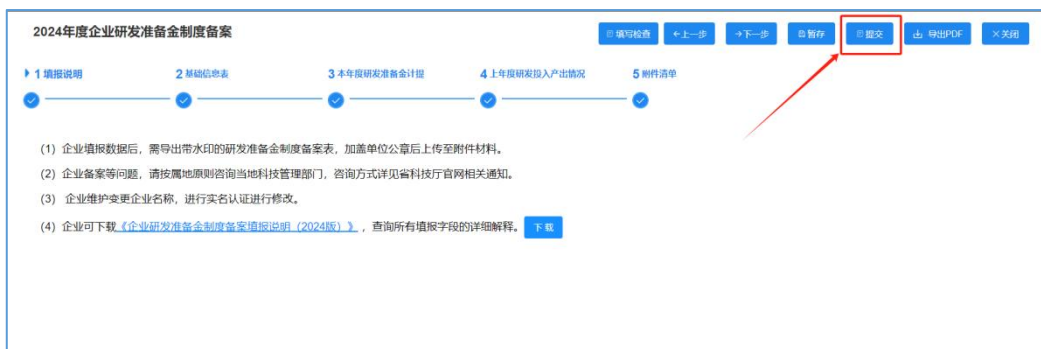 2024年度企业研发准备金制度备案
填写检查 ←上一步 →下一步 暂存 提交 导出PDF ×关闭
1 填报说明 2 基础信息表 3 本年度研发准备金计提 4 上年度研发投入产出情况 5 附件清单
(1) 企业填报数据后，需导出带水印的研发准备金制度备案表，加盖单位公章后上传至附件材料。
(2) 企业备案等问题，请按属地原则咨询当地科技管理部门，咨询方式详见省科技厅官网相关通知。
(3) 企业维护变更企业名称，进行实名认证进行修改。
(4) 企业可下载《企业研发准备金制度备案填报说明（2024版）》，查询所有填报字段的详细解释。 下载